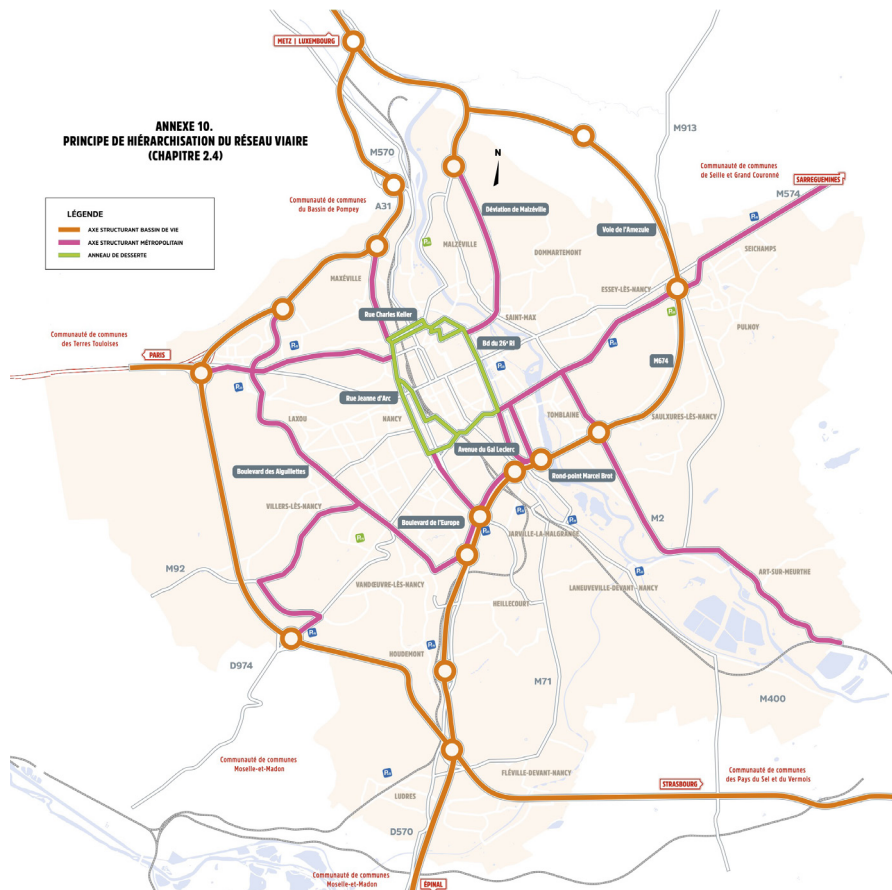 METZ | LUXEMBOURG
ANNEXE 10.
PRINCIPE DE HIÉRARCHISATION DU RÉSEAU VIAIRE
(CHAPITRE 2.4)
M913
M570
N
Communauté de communes
de Seille et Grand Couronné
SARREGUEMINES
M574
A31
Communauté de communes
du Bassin de Pompey
LÉGENDE
AXE STRUCTURANT BASSIN DE VIE
AXE STRUCTURANT MÉTROPOLITAIN
ANNEAU DE DESSERTE
Déviation de Malzéville
Voie de l'Amezule
MALZÉVILLE
DOMMARTEMONT
SEICHAMPS
MAXÉVILLE
ESSEY-LÈS-NANCY
Rue Charles Keller
SAINT-MAX
PULNOY
Communauté de communes
des Terres Touloises
PARIS
Bd du 26e RI
M674
Rue Jeanne d'Arc
LAXOU
NANCY
TOMBLAINE
SAULXURES-LÈS-NANCY
Avenue du Gal Leclerc
Boulevard des Aiguillettes
Rond-point Marcel Brot
VILLERS-LÈS-NANCY
Boulevard de l'Europe
JARVILLE-LA-MALGRANGE
M2
M92
VANDŒUVRE-LÈS-NANCY
ART-SUR-MEURTHE
LANEUVEVILLE-DEVANT-NANCY
HEILLECOURT
HOUDEMONT
D974
M71
M400
Communauté de communes
Moselle-et-Madon
FLÉVILLE-DEVANT-NANCY
Communauté de communes
des Pays du Sel et du Vermois
STRASBOURG
LUDRES
D570
Communauté de communes
Moselle-et-Madon
ÉPINAL